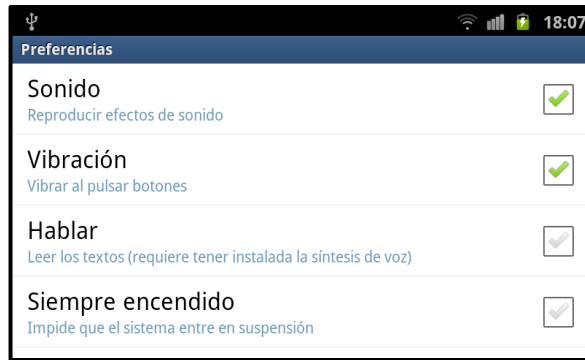 18:07
Preferencias
Sonido
Reproducir efectos de sonido
Vibración
Vibrar al pulsar botones
Hablar
Leer los textos (requiere tener instalada la síntesis de voz)
Siempre encendido
Impide que el sistema entre en suspensión